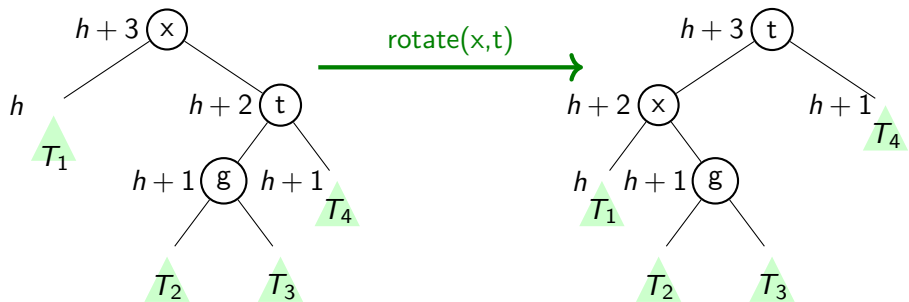 h + 3 x
rotate(x,t)
h + 3 t
h
h + 2 t
h + 2 x
h + 1
T₁
T₄
h + 1 g h + 1
h
h + 1 g
T₄
T₁
T₂
T₃
T₂
T₃